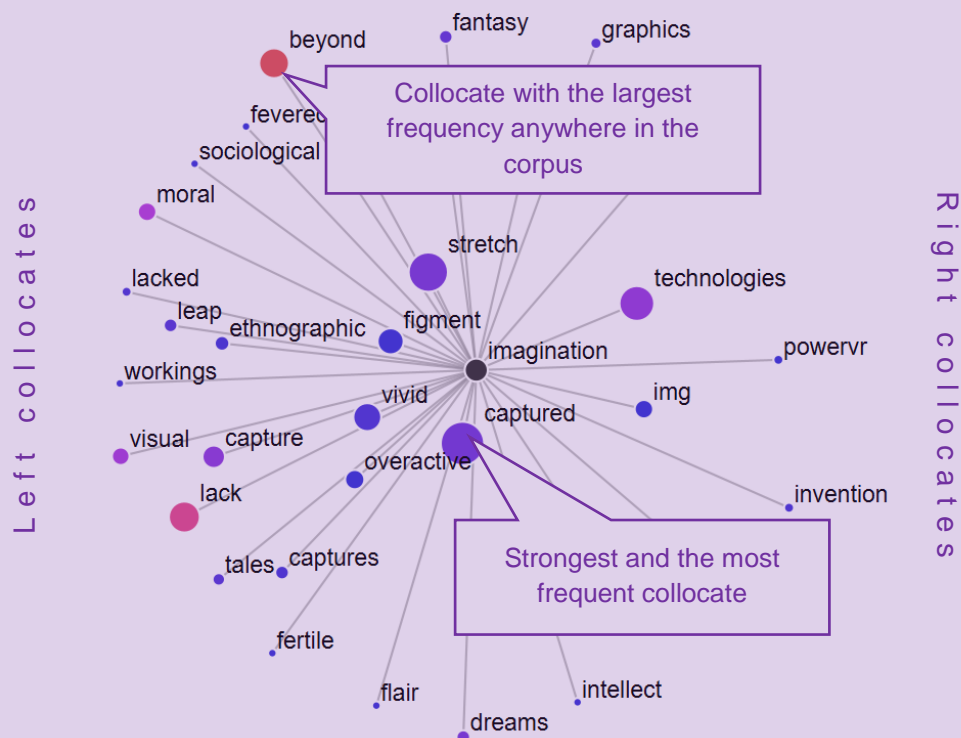 fantasy
graphics
beyond
Collocate with the largest
frequency anywhere in the
corpus
sociological
moral
Left collocates
Right collocates
stretch
lacked
technologies
leap
figment
ethnographic
imagination
powervr
workings
vivid
img
captured
visual
capture
overactive
lack
invention
Strongest and the most
frequent collocate
tales
captures
fertile
flair
intellect
dreams